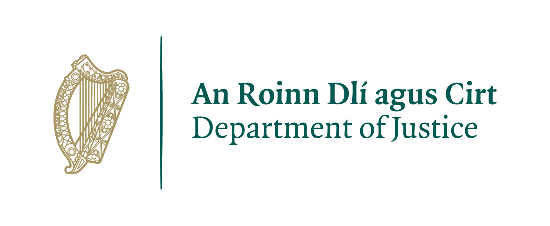 An Roinn Dlí agus Cirt
Department of Justice